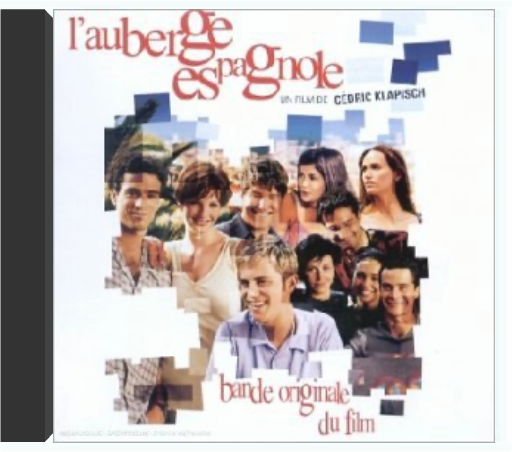 l'auberge
espagnole
UN FILM DE CÉDRIC KLAPISCH
bande originale
du film